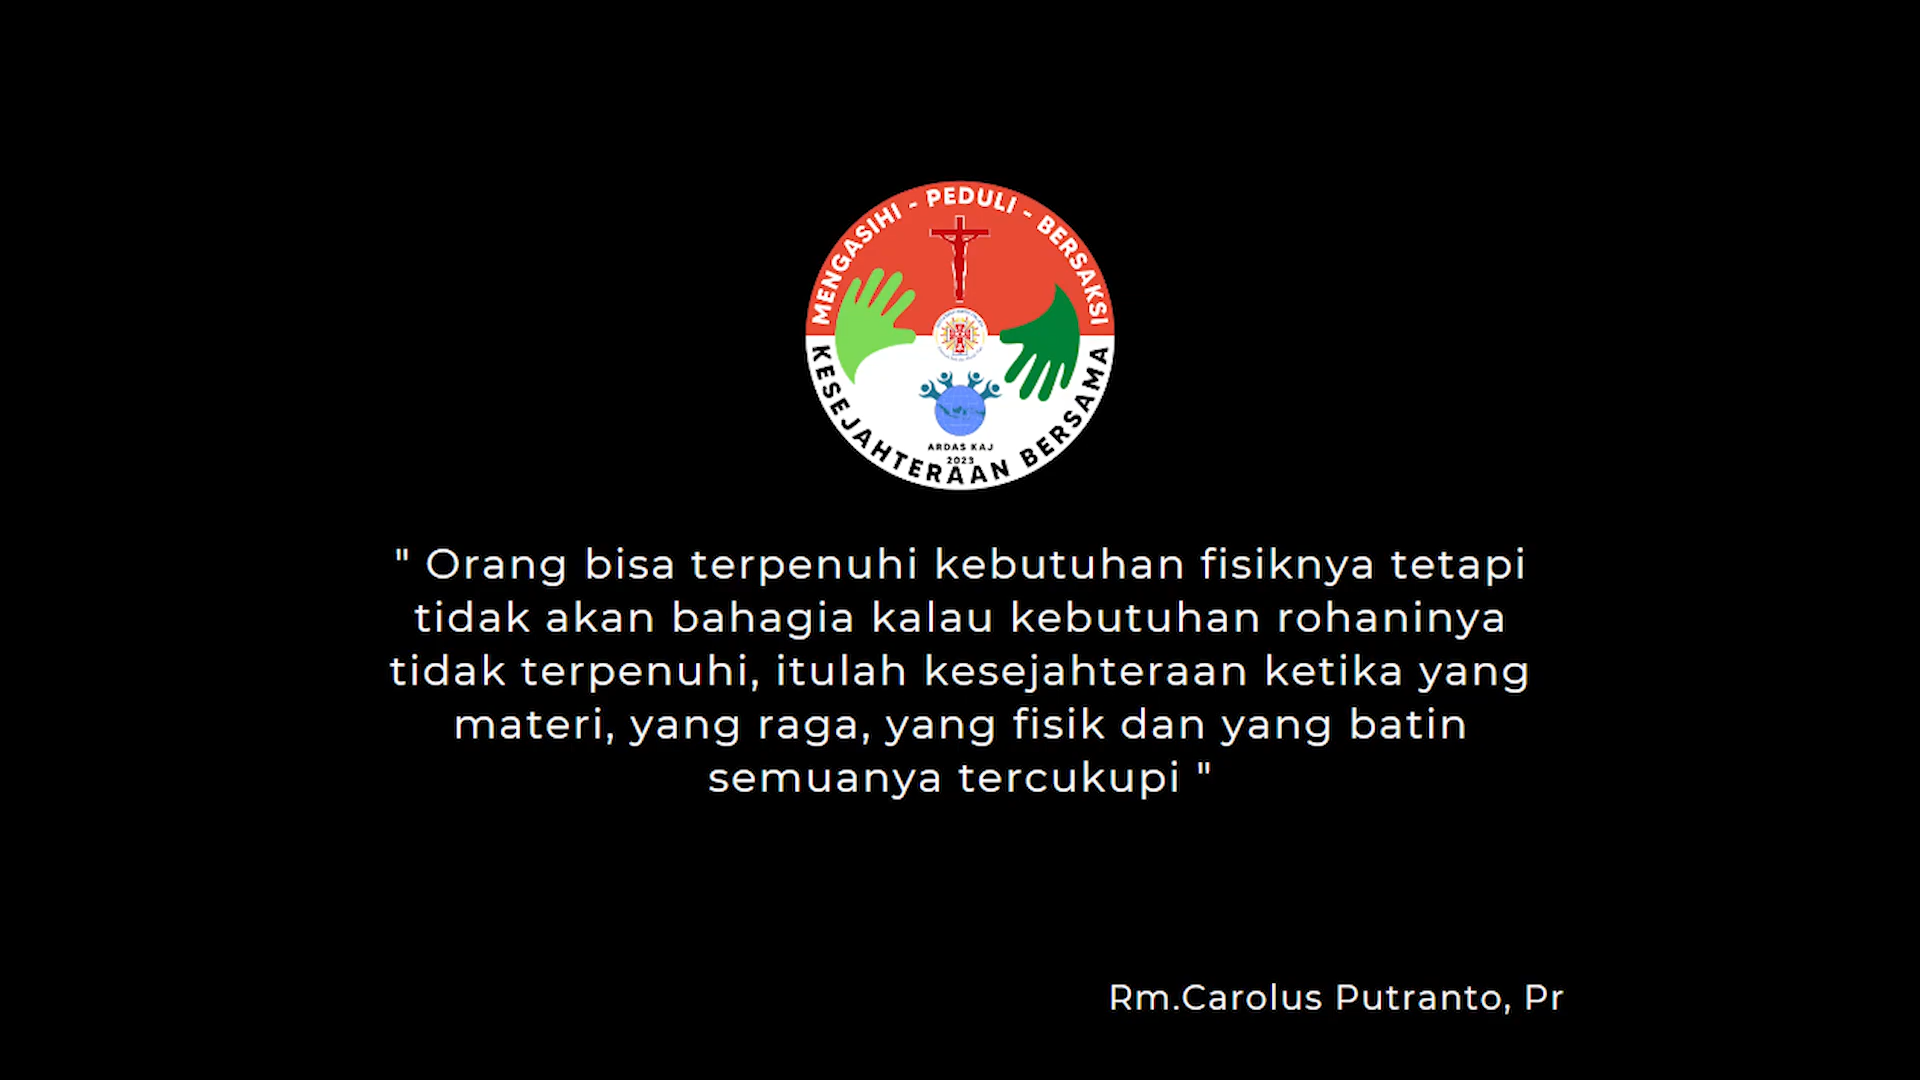 MENGASIHI - PEDULI - BERSAKSI
ARDAS KAJ
2023
KESEJAHTERAAN BERSAMA
" Orang bisa terpenuhi kebutuhan fisiknya tetapi
tidak akan bahagia kalau kebutuhan rohaninya
tidak terpenuhi, itulah kesejahteraan ketika yang
materi, yang raga, yang fisik dan yang batin
semuanya tercukupi "
Rm.Carolus Putranto, Pr